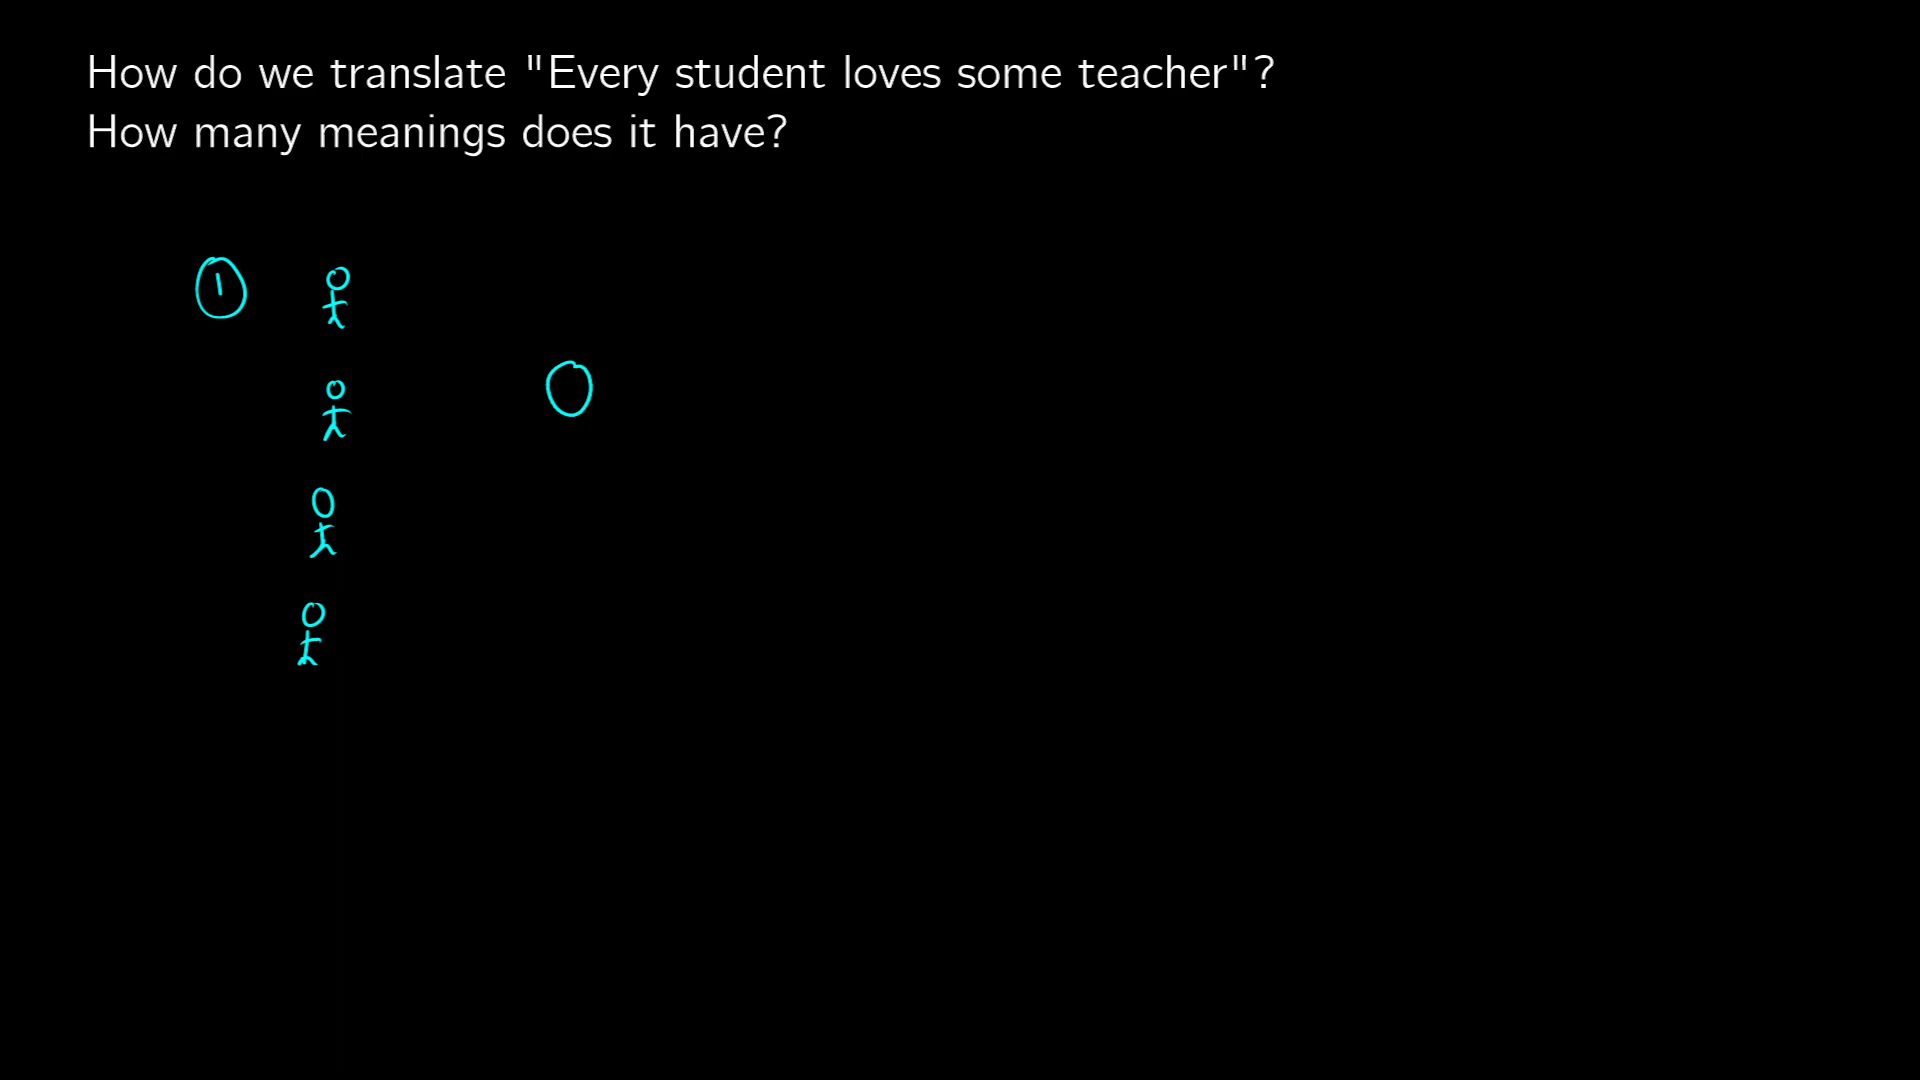 How do we translate "Every student loves some teacher"?
How many meanings does it have?
1